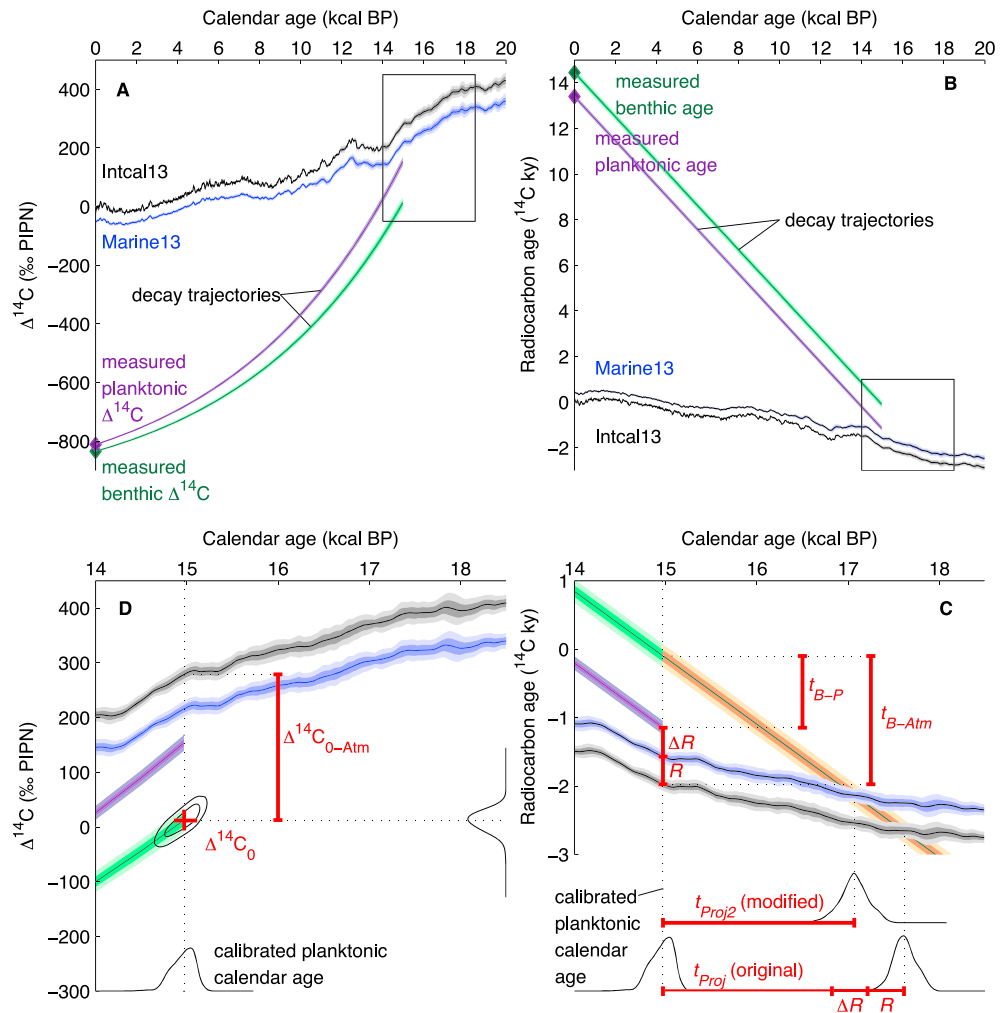 Calendar age (kcal BP)
0 2 4 6 8 10 12 14 16 18 20
A
400
200
0
−200
−400
−600
−800
Δ¹⁴C (‰ PIPN)
Intcal13
Marine13
decay trajectories
measured
planktonic
Δ¹⁴C
measured
benthic Δ¹⁴C
Calendar age (kcal BP)
0 2 4 6 8 10 12 14 16 18 20
B
14
12
10
8
6
4
2
0
−2
Radiocarbon age (¹⁴C ky)
measured
benthic age
measured
planktonic age
decay trajectories
Marine13
Intcal13
Calendar age (kcal BP)
14 15 16 17 18
D
400
300
200
100
0
−100
−200
−300
Δ¹⁴C (‰ PIPN)
Δ¹⁴C₀₋Atm
Δ¹⁴C₀
calibrated planktonic
calendar age
Calendar age (kcal BP)
14 15 16 17 18
C
1
0
−1
−2
−3
Radiocarbon age (¹⁴C ky)
t B−P
t B−Atm
ΔR
R
calibrated
planktonic
calendar
age
t Proj2 (modified)
t Proj (original)
ΔR R